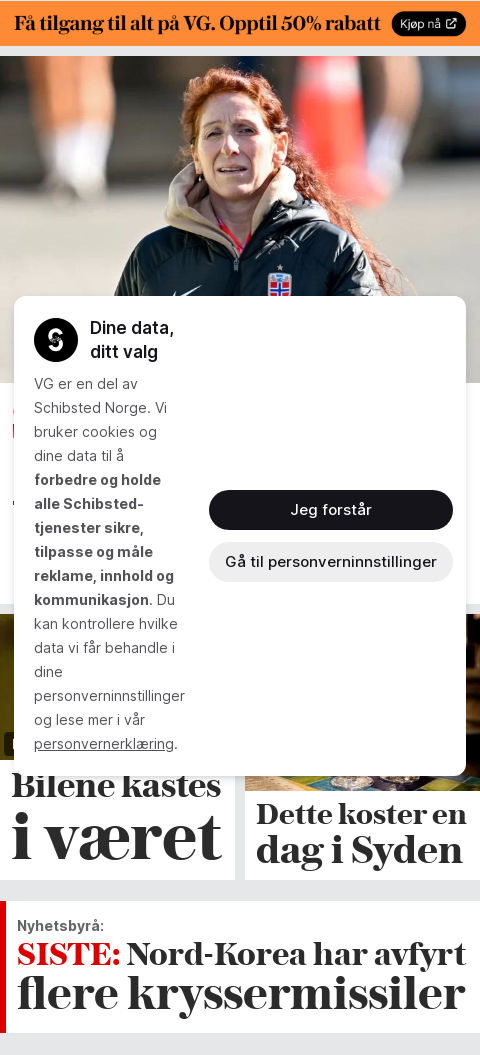 Få tilgang til alt på VG. Opptil 50% rabatt
Kjøp nå
Dine data,
ditt valg
VG er en del av
Schibsted Norge. Vi
bruker cookies og
dine data til å
forbedre og holde
alle Schibsted-
tjenester sikre,
tilpasse og måle
reklame, innhold og
kommunikasjon. Du
kan kontrollere hvilke
data vi får behandle i
dine
personverninnstillinger
og lese mer i vår
personvernerklæring.
Jeg forstår
Gå til personverninnstillinger
Bilene kastes
i været
Dette koster en
dag i Syden
Nyhetsbyrå:
SISTE: Nord-Korea har avfyrt
flere kryssermissiler